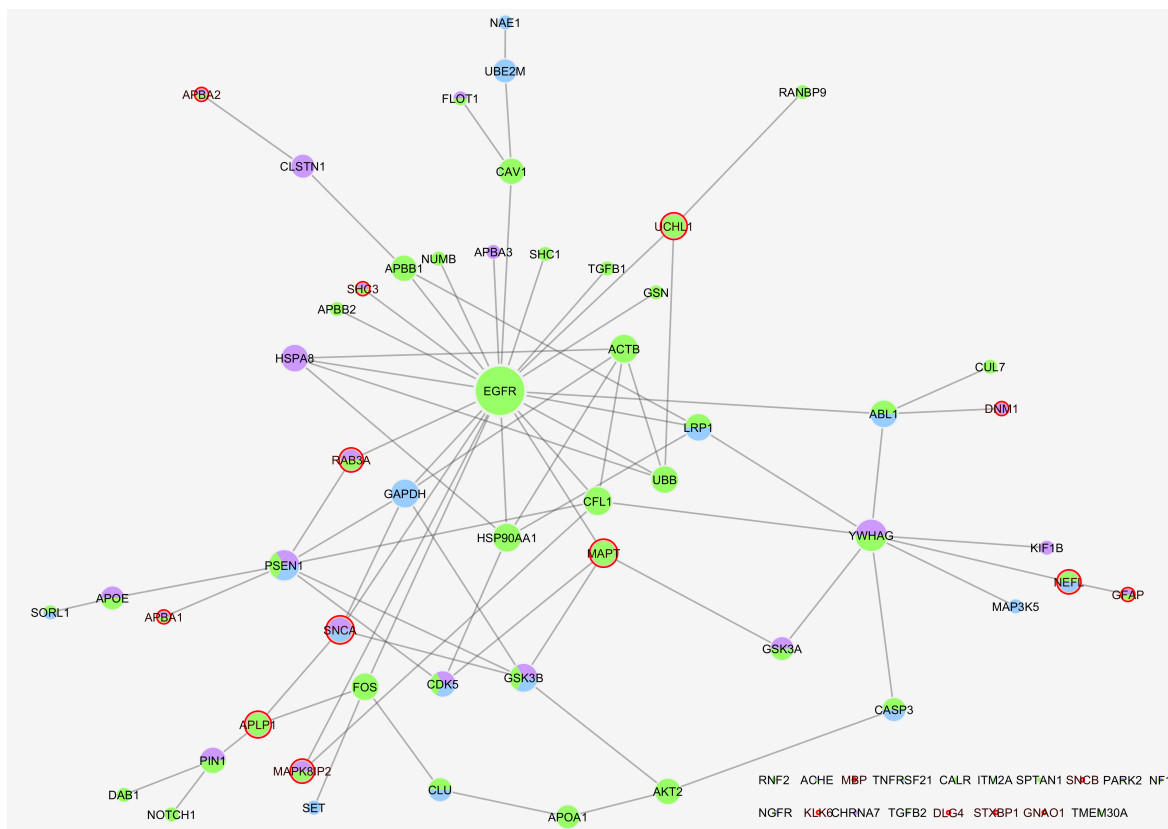 NAE1
UBE2M
APBA2
FLOT1
RANBP9
CLSTN1
CAV1
UCHL1
NUMB
APBA3
SHC1
APBB1
TGFB1
SHC3
GSN
APBB2
HSPA8
ACTB
CUL7
EGFR
DNM1
ABL1
LRP1
RAB3A
UBB
GAPDH
CFL1
HSP90AA1
YWHAG
KIF1B
MAPT
PSEN1
NEFL
GFAP
APOE
MAP3K5
SORL1
APBA1
SNCA
GSK3A
CDK5
GSK3B
FOS
CASP3
APLP1
PIN1
MAPK8IP2
CLU
AKT2
DAB1
NOTCH1
SET
APOA1
RNF2 ACHE MBP TNFRSF21 CALR ITM2A SPTAN1 SNCB PARK2 NF1
NGFR KLK6 CHRNA7 TGFB2 DLG4 STXBP1 GNAO1 TMEM30A